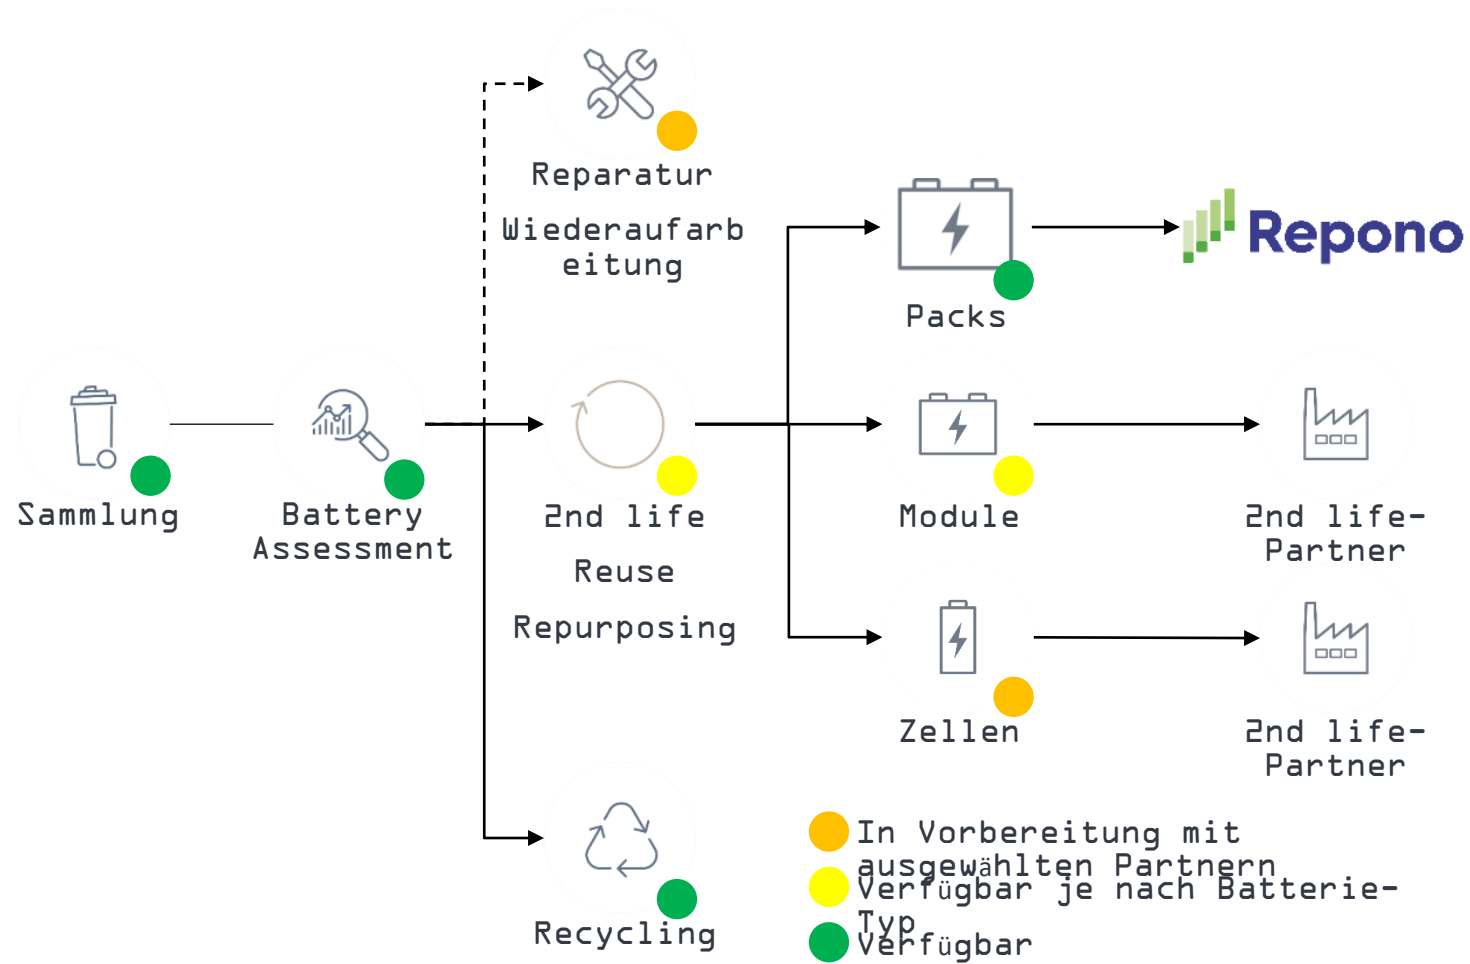 Reparatur
Wiederaufarb
eitung
Packs
Repono
Sammlung
Battery
Assessment
2nd life
Reuse
Repurposing
Module
2nd life-
Partner
Zellen
2nd life-
Partner
Recycling
In Vorbereitung mit
ausgewählten Partnern
Verfügbar je nach Batterie-
Typ
Verfügbar